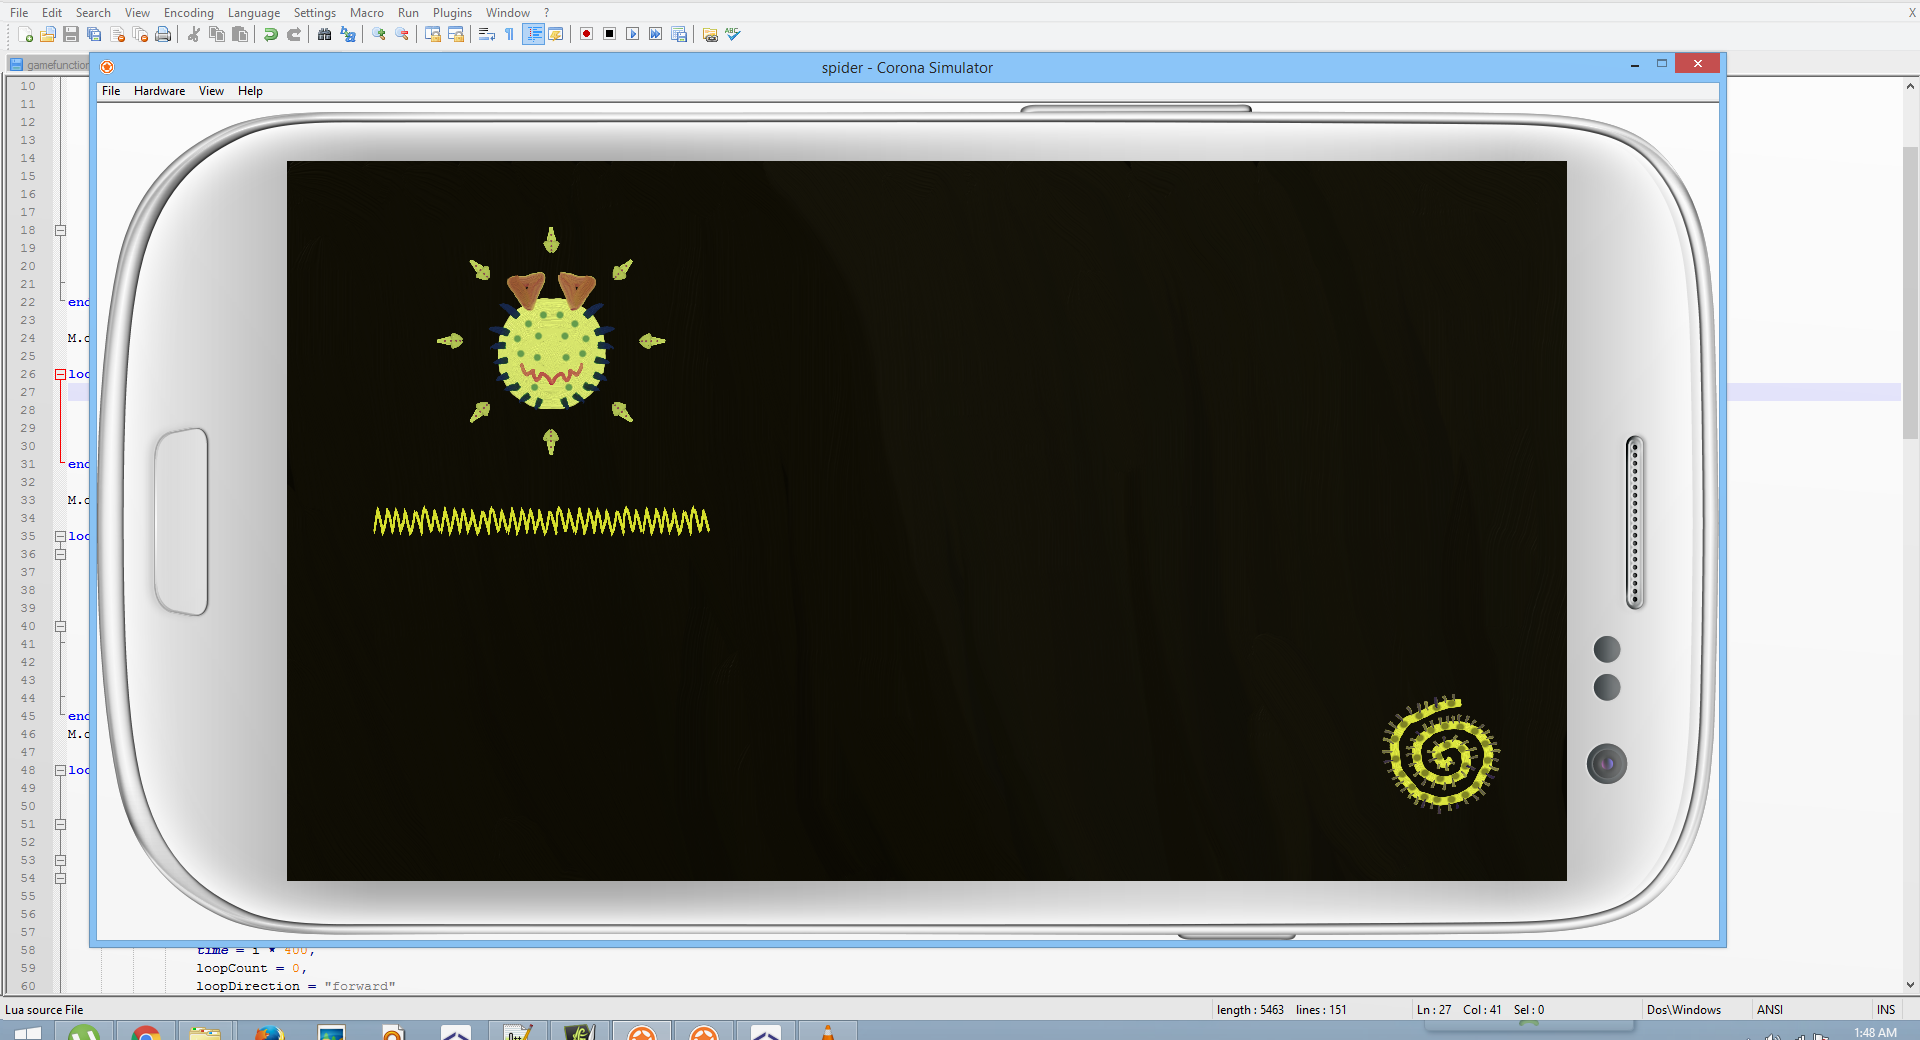 File Edit Search View Encoding Language Settings Macro Run Plugins Window ? X
gamefunction
spider - Corona Simulator
File Hardware View Help
10
11
12
13
14
15
16
17
18
19
20
21
22 end
23
24 M.c
25
26 loc
27
28
29
30
31 end
32
33 M.c
34
35 loc
36
37
38
39
40
41
42
43
44
45 end
46 M.c
47
48 loc
49
50
51
52
53
54
55
56
57
58 time = i * 400,
59 loopCount = 0,
60 loopDirection = "forward"
Lua source File length : 5463 lines : 151 Ln : 27 Col : 41 Sel : 0 Dos\Windows ANSI INS
1:48 AM